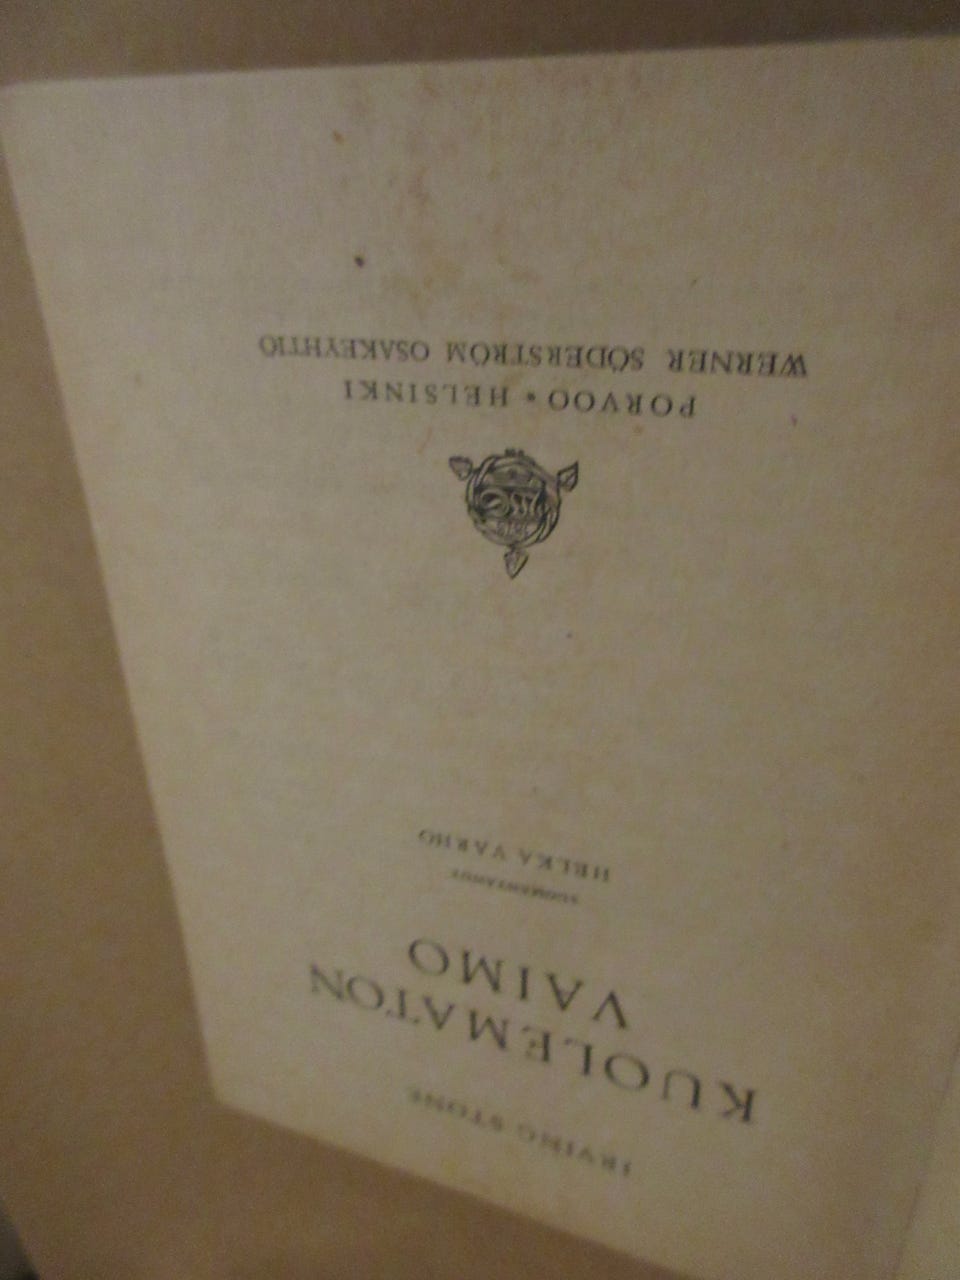 IRVING STONE
KUOLEMATON
VAIMO
SUOMENTANUT
HELKA VARHO
PORVOO • HELSINKI
WERNER SÖDERSTRÖM OSAKEYHTIÖ